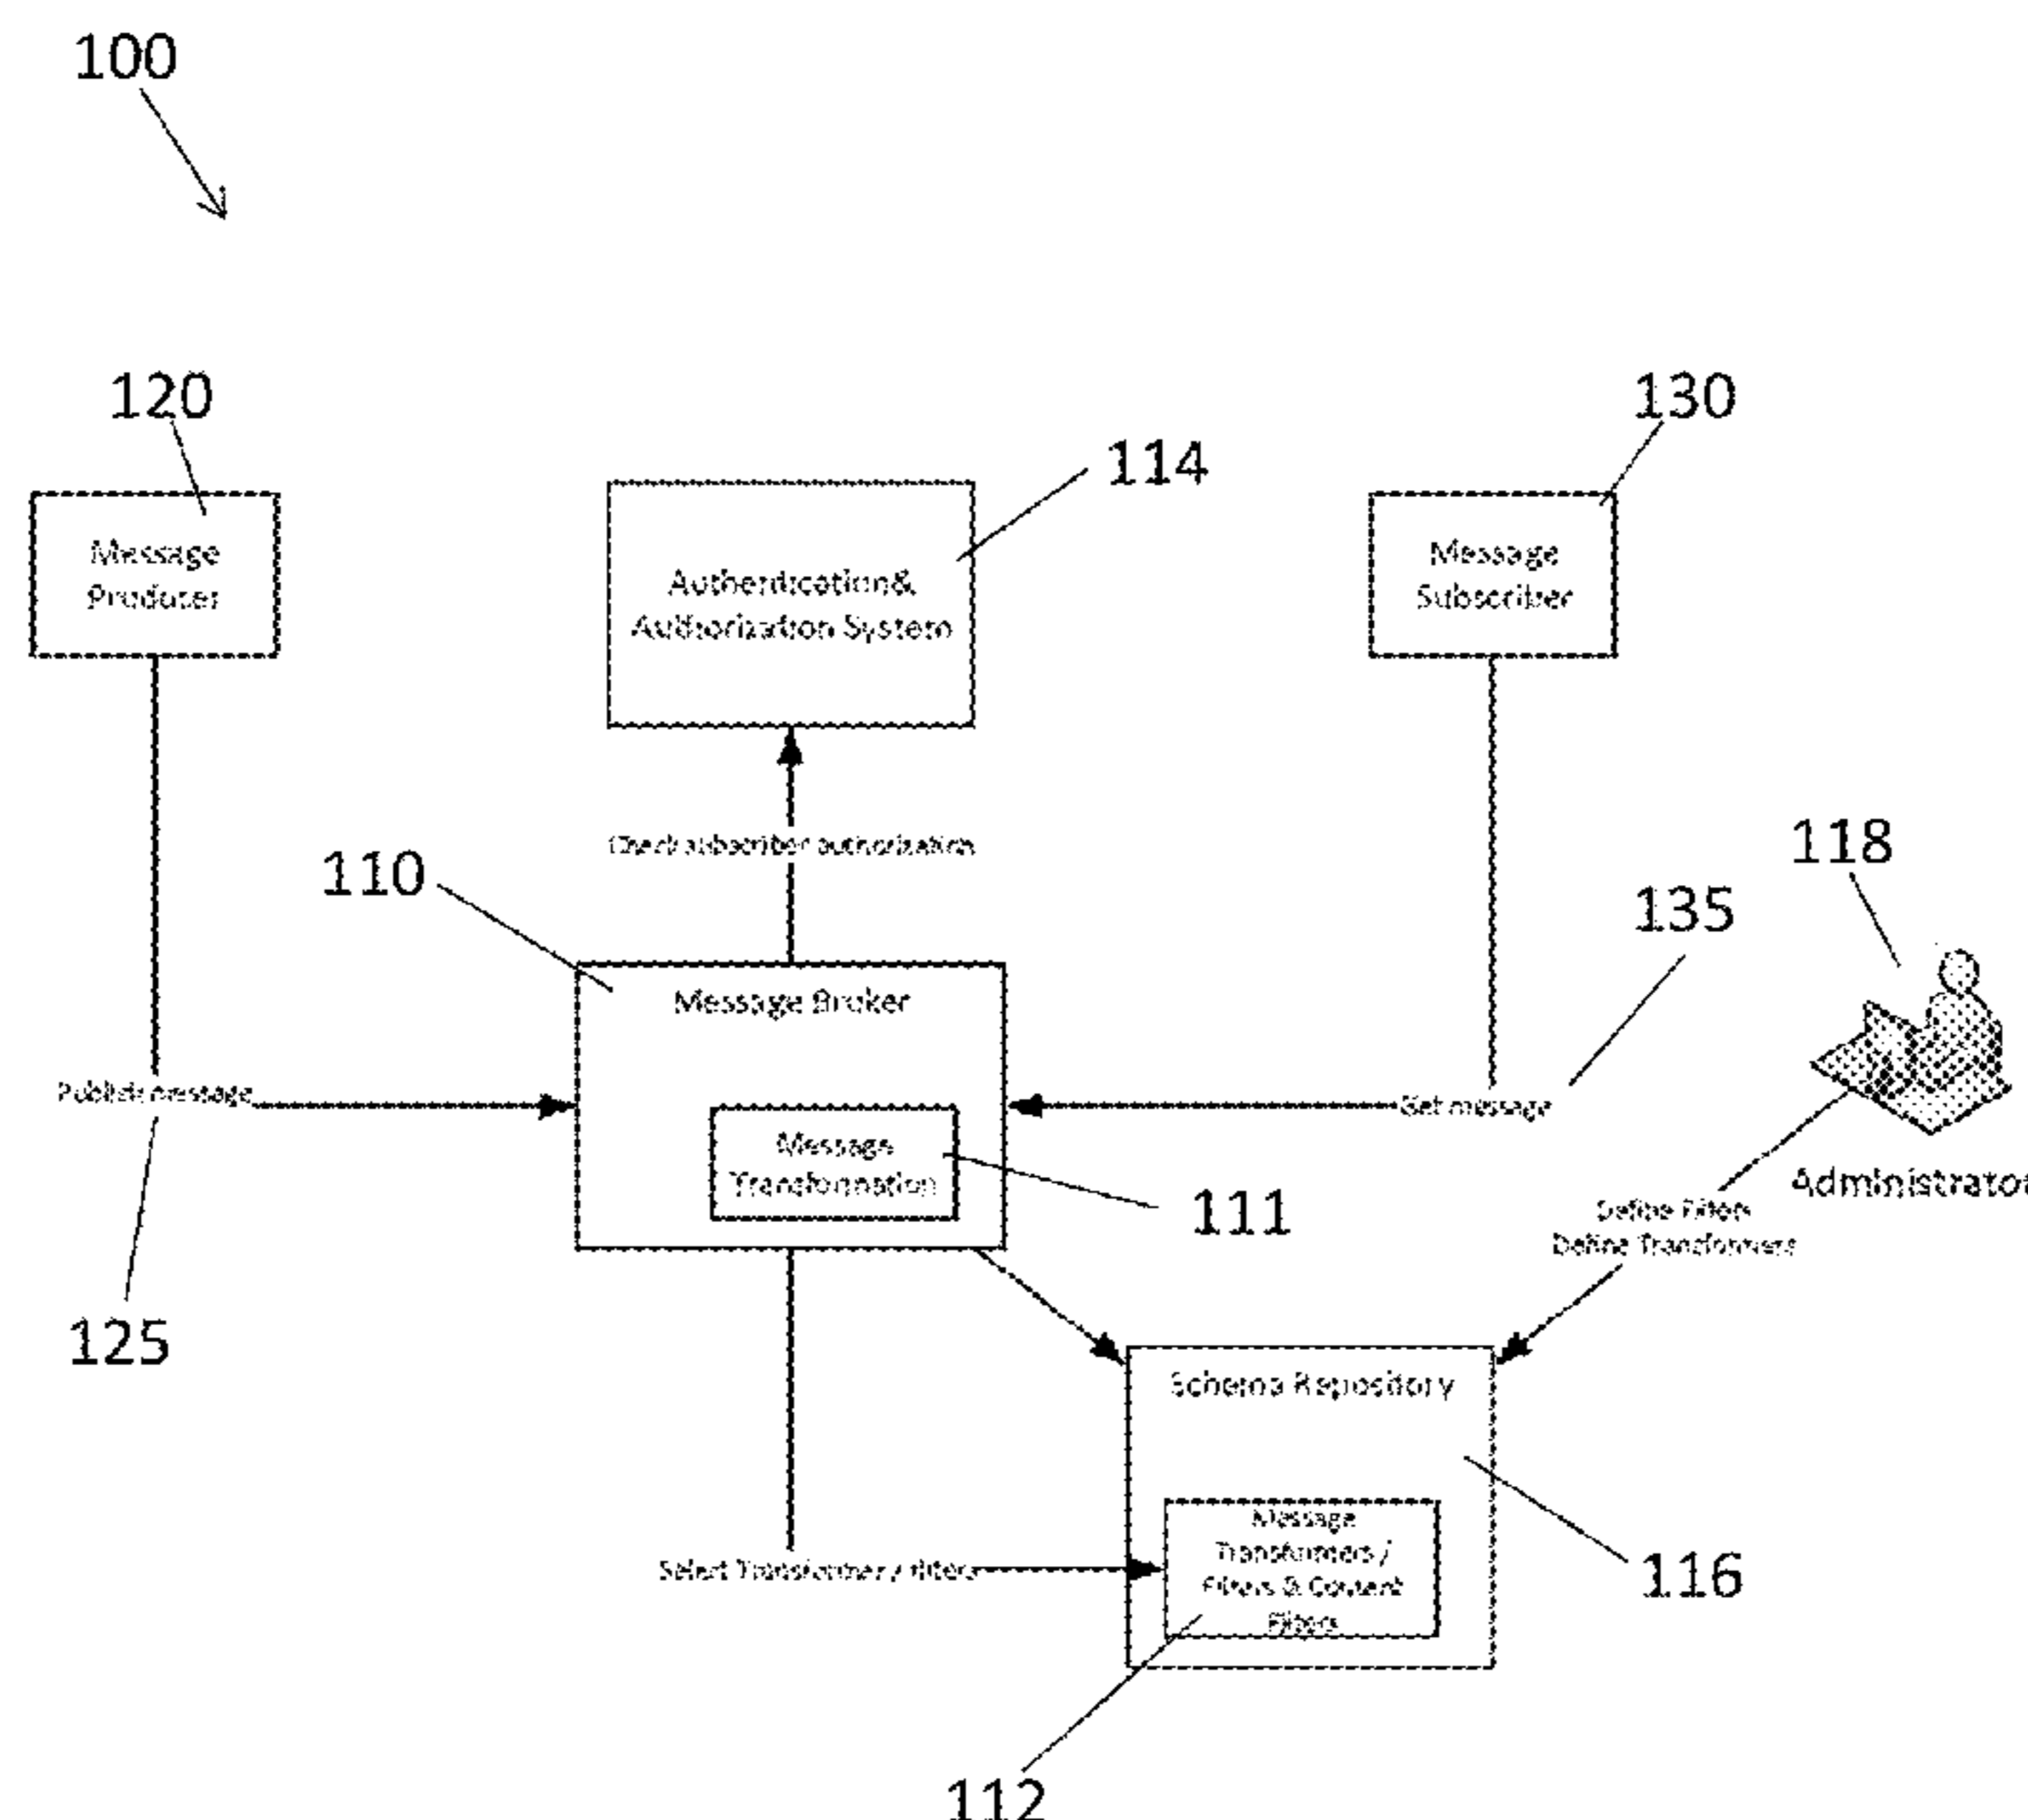 100
120
130
114
Message
Producer
Authentication&
Authorization System
Message
Subscriber
118
Check subscriber authorization
110
135
Message Broker
Publish message
Get message
Message
Transformation
111
Administrator
Define Filters
Define Transformers
125
Schema Repository
Message
Transformers /
Filters & Content
Filters
Select Transformer / filters
116
112